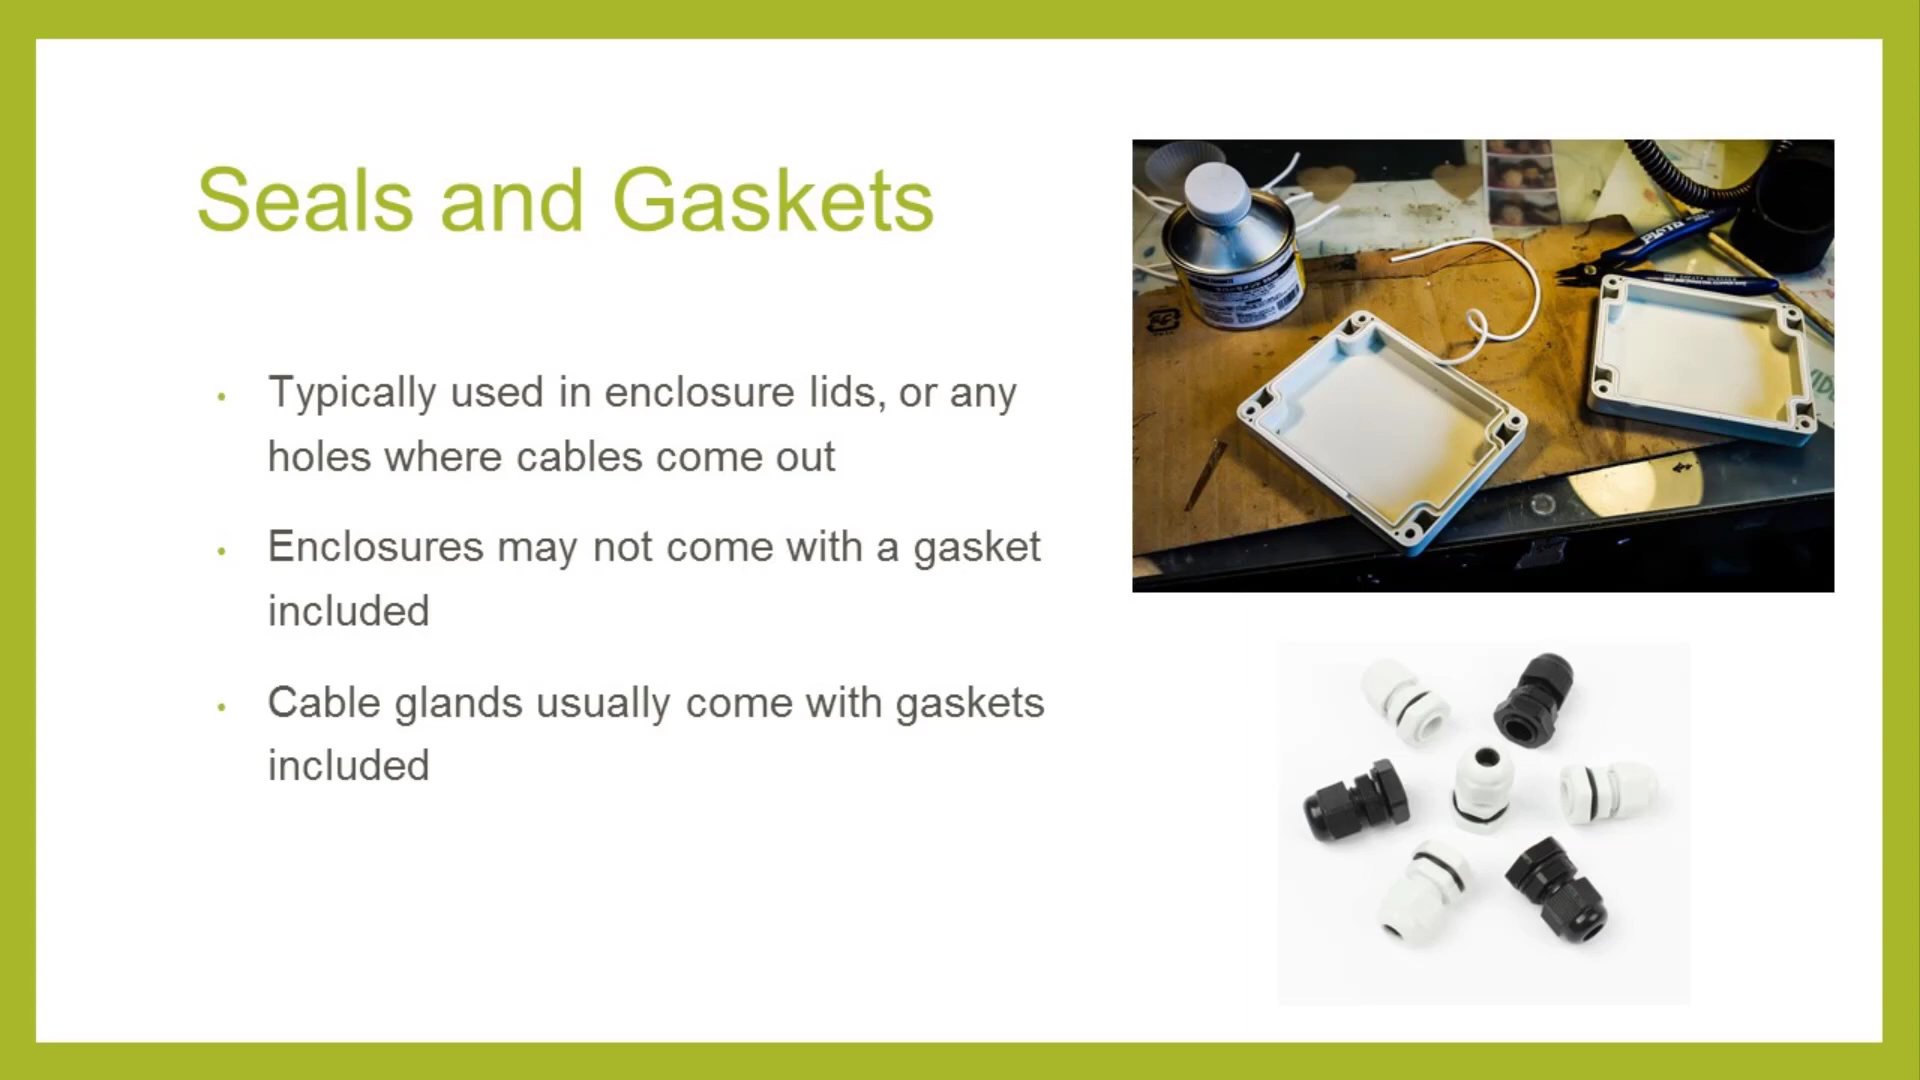 Seals and Gaskets
Typically used in enclosure lids, or any
holes where cables come out
Enclosures may not come with a gasket
included
Cable glands usually come with gaskets
included